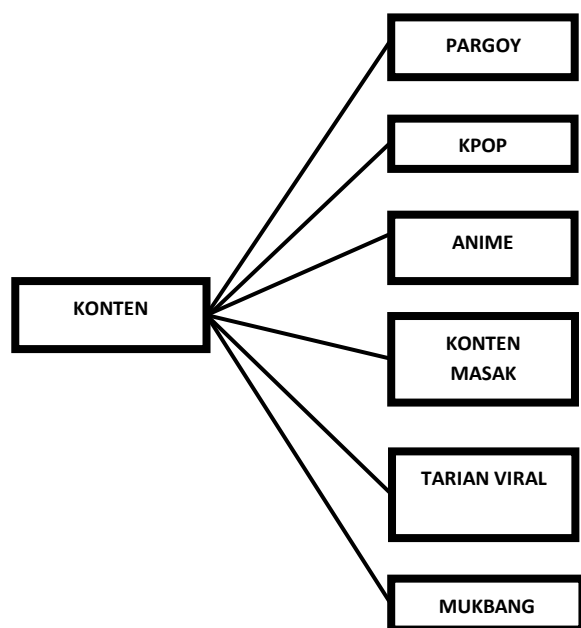 PARGOY
KPOP
ANIME
KONTEN
KONTEN
MASAK
TARIAN VIRAL
MUKBANG